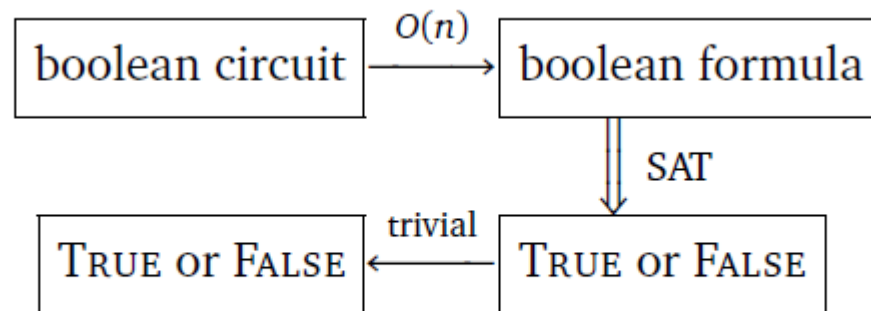 O(n)
boolean circuit
boolean formula
SAT
trivial
TRUE or FALSE
TRUE or FALSE